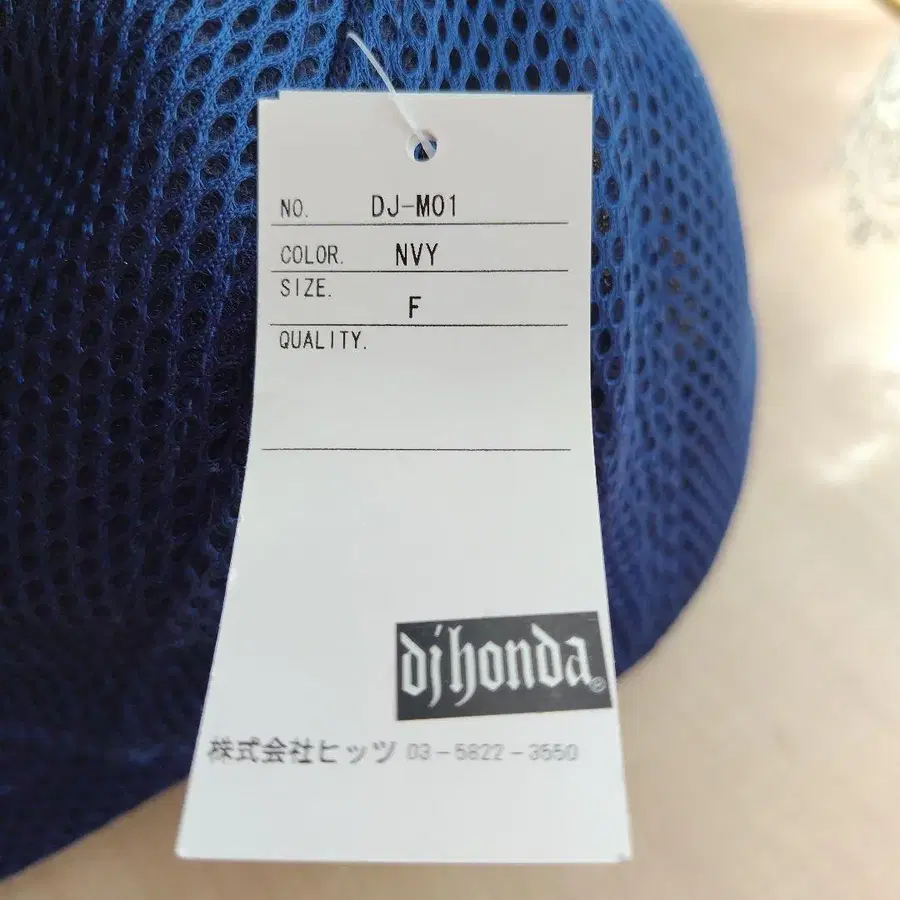 NO. DJ-M01
COLOR. NVY
SIZE. F
QUALITY.
dj honda®
株式会社ヒッツ 03-5822-3550